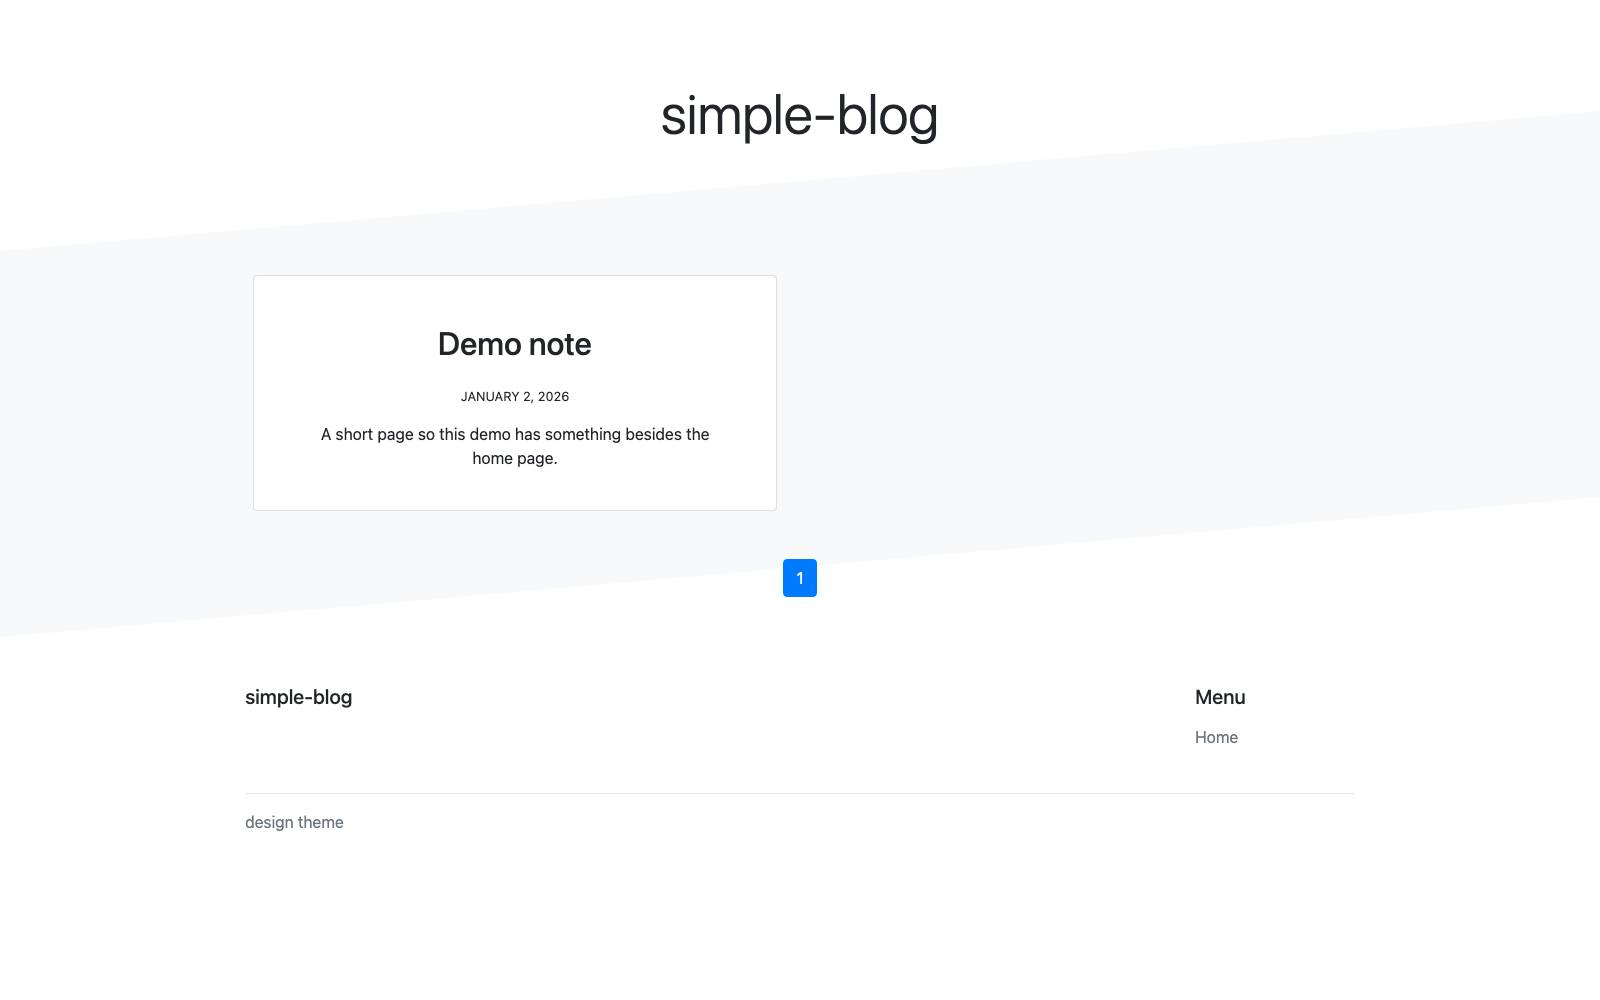 simple-blog
Demo note
JANUARY 2, 2026
A short page so this demo has something besides the
home page.
1
simple-blog
Menu
Home
design theme